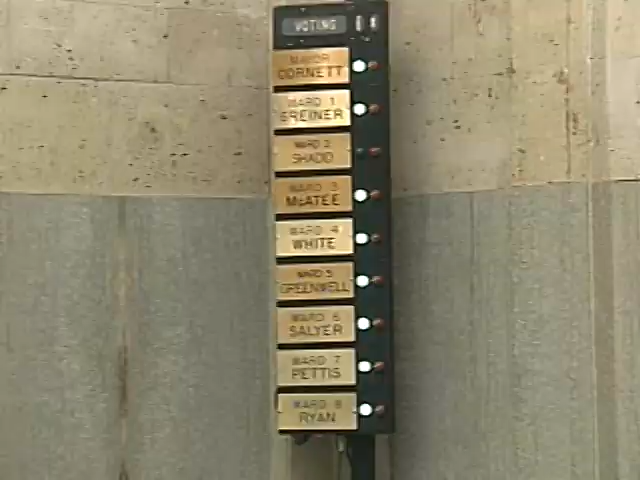 VOTING
MAYOR
CORNETT
WARD 1
GREINER
WARD 2
SHADID
WARD 3
McATEE
WARD 4
WHITE
WARD 5
GREENWELL
WARD 6
SALYER
WARD 7
PETTIS
WARD 8
RYAN